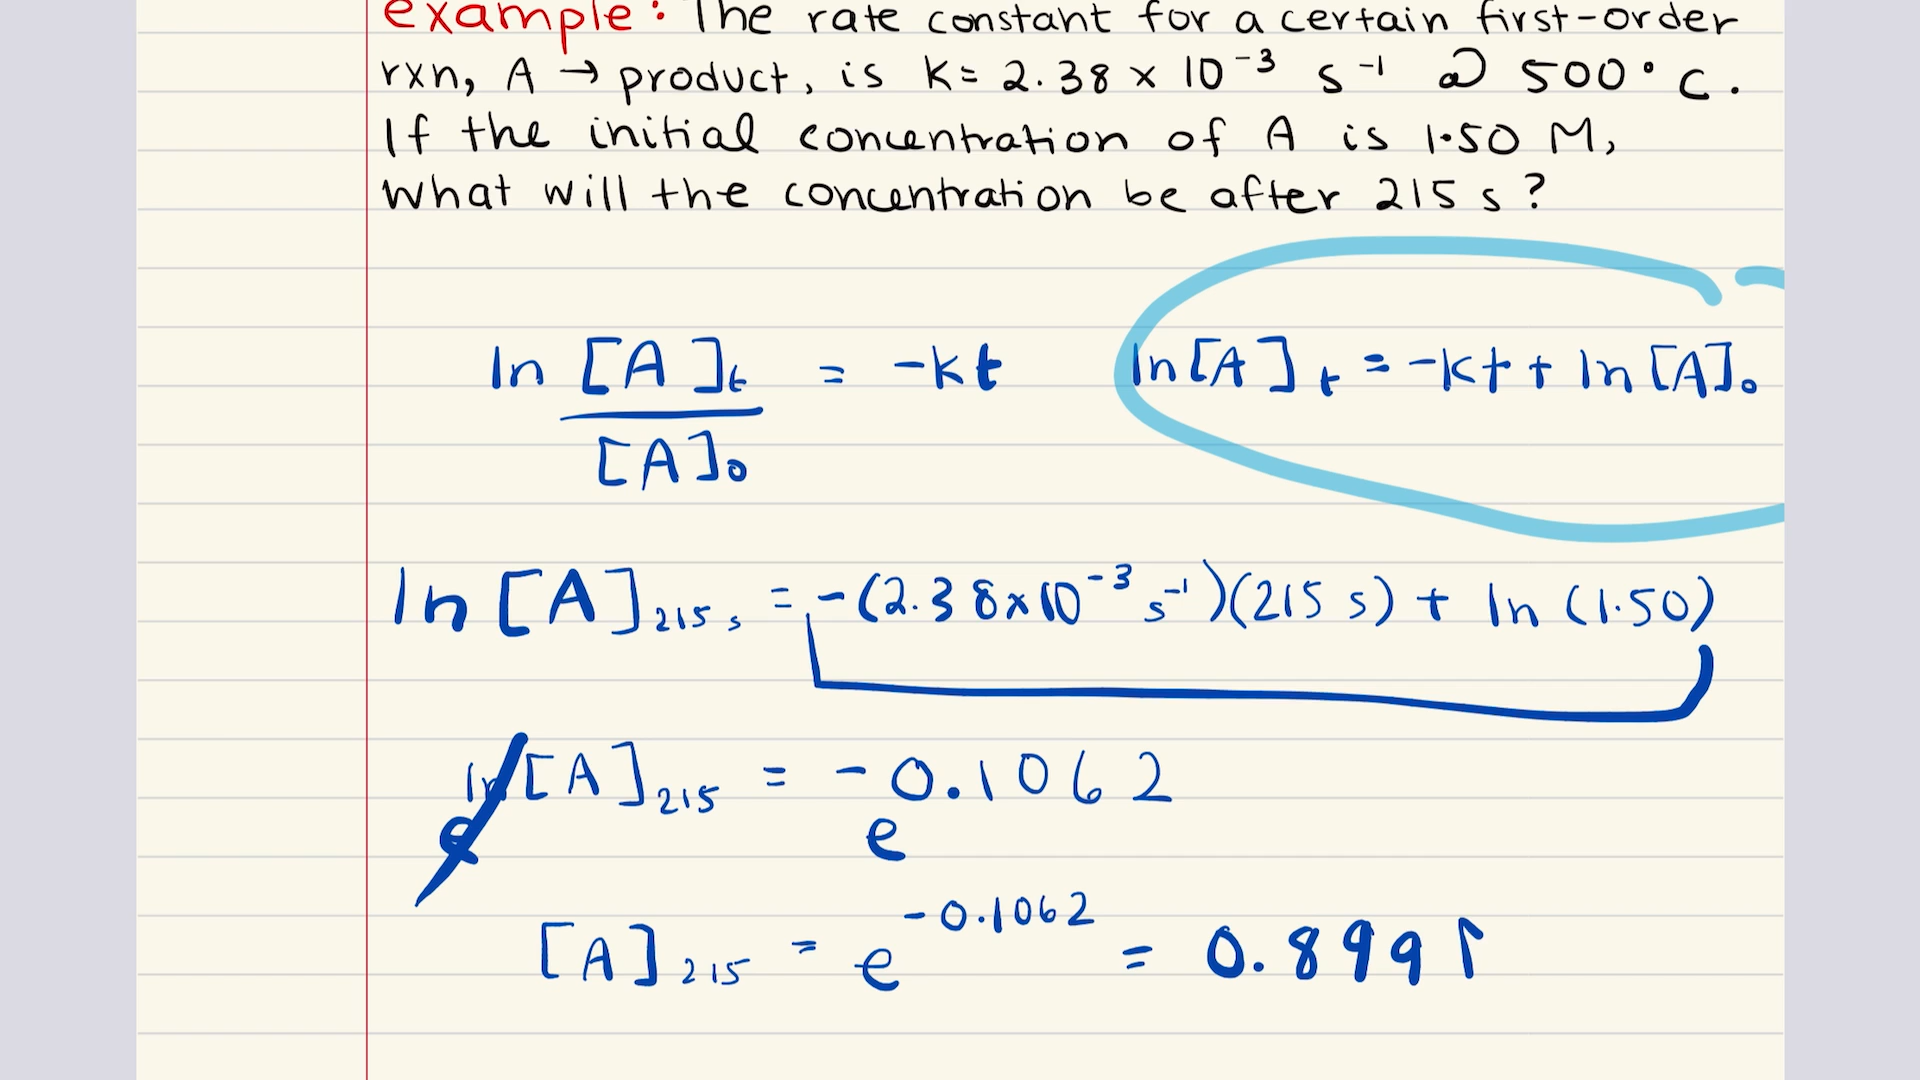 example: The rate constant for a certain first-order
rxn, A → product, is k = 2.38 × 10⁻³ s⁻¹ @ 500° C.
If the initial concentration of A is 1.50 M,
what will the concentration be after 215 s?
ln [A]t = -kt ln[A]t = -kt + ln[A]₀
[A]₀
ln [A]215 s = -(2.38×10⁻³ s⁻¹)(215 s) + ln (1.50)
ln[A]215 = -0.1062
e e
[A]215 = e^-0.1062 = 0.899